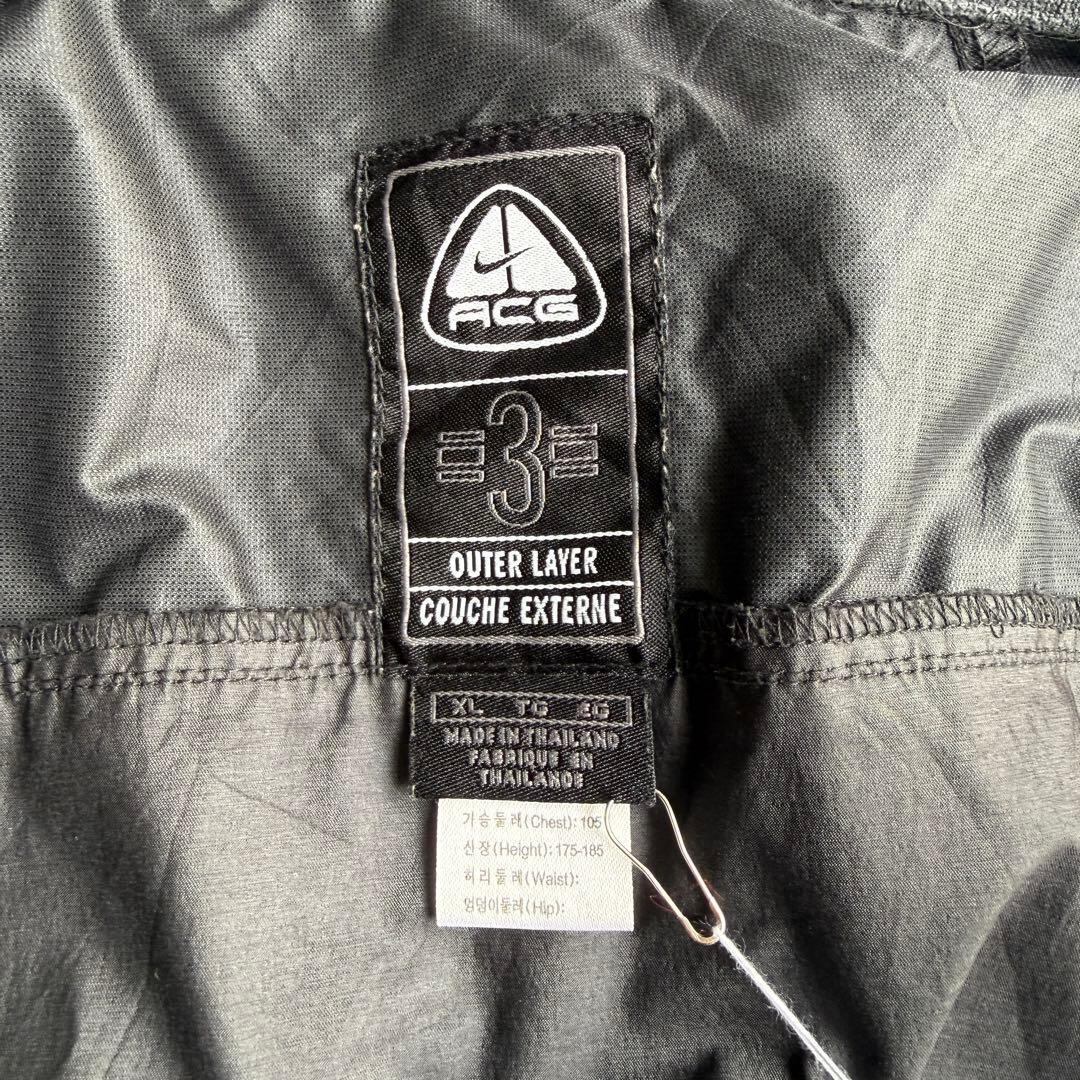 ACG
3
OUTER LAYER
COUCHE EXTERNE
XL TG EG
MADE IN THAILAND
FABRIQUE EN
THAILANDE
가슴둘레(Chest): 105
신장(Height): 175-185
허리둘레(Waist):
엉덩이둘레(Hip):